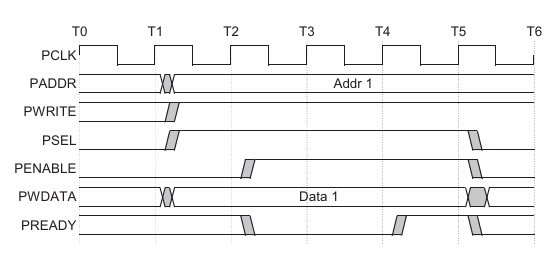 T0 T1 T2 T3 T4 T5 T6
PCLK
PADDR Addr 1
PWRITE
PSEL
PENABLE
PWDATA Data 1
PREADY